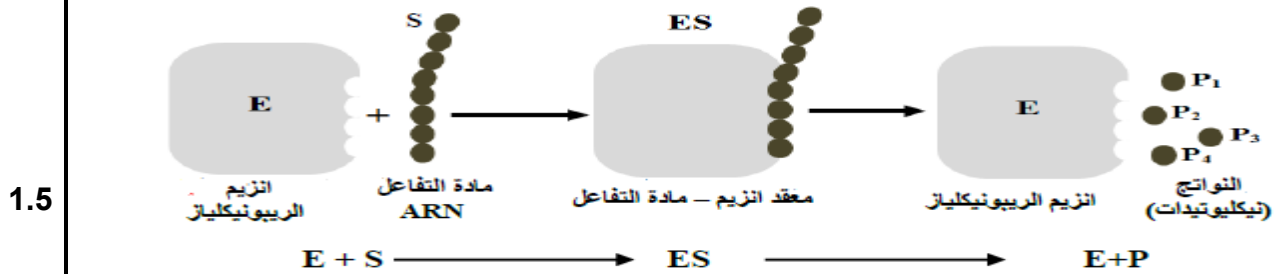 S
ES
E
+
E
P₁
P₂
P₃
P₄
1.5
انزيم
الريبونيكلياز
مادة التفاعل
ARN
معقد انزيم – مادة التفاعل
انزيم الريبونيكلياز
النواتج
(نيكليوتيدات)
E + S ES E+P